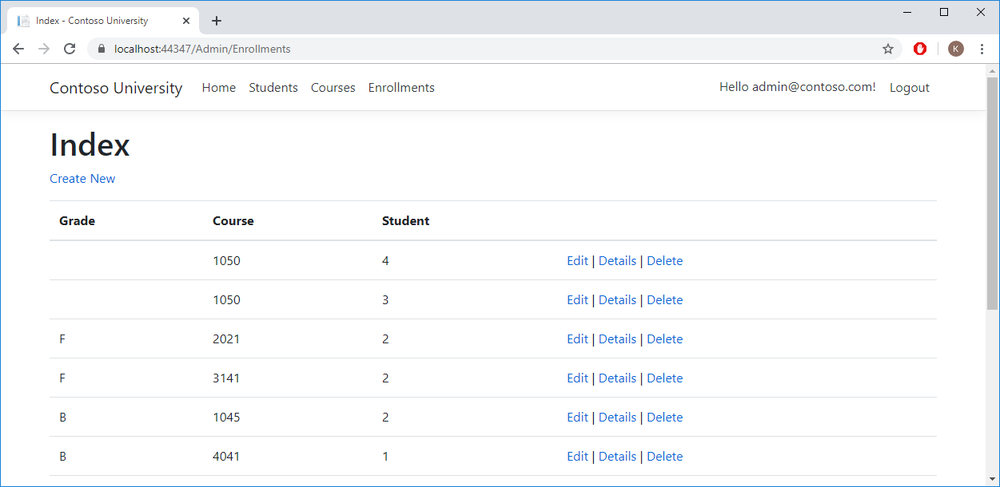 Index - Contoso University
localhost:44347/Admin/Enrollments
K
Contoso University Home Students Courses Enrollments Hello admin@contoso.com! Logout
Index
Create New
Grade Course Student
1050 4 Edit | Details | Delete
1050 3 Edit | Details | Delete
F 2021 2 Edit | Details | Delete
F 3141 2 Edit | Details | Delete
B 1045 2 Edit | Details | Delete
B 4041 1 Edit | Details | Delete